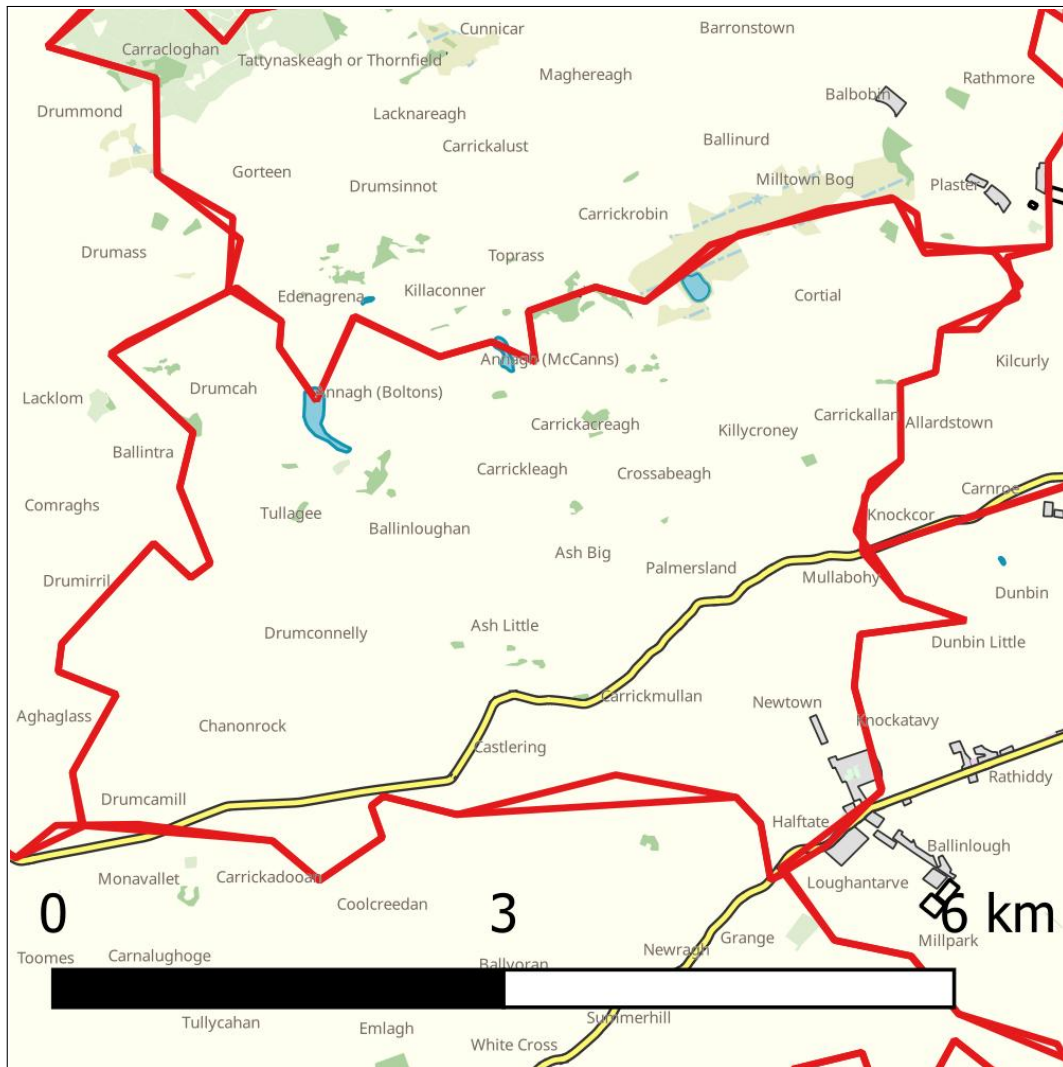 Cunnicar
Barronstown
Carracloghan
Tattynaskeagh or Thornfield
Maghereagh
Rathmore
Balbobin
Drummond
Lacknareagh
Carrickalust
Ballinurd
Gorteen
Drumsinnot
Milltown Bog
Plaster
Carrickrobin
Drumass
Toprass
Edenagrena
Killaconner
Cortial
Annagh (McCanns)
Kilcurly
Drumcah
Annagh (Boltons)
Lacklom
Carrickacreagh
Killycroney
Carrickallan
Allardstown
Ballintra
Carrickleagh
Crossabeagh
Carnroe
Comraghs
Tullagee
Ballinloughan
Knockcor
Ash Big
Palmersland
Mullabohy
Drumirril
Dunbin
Drumconnelly
Ash Little
Dunbin Little
Carrickmullan
Newtown
Aghaglass
Chanonrock
Knockatavy
Castlering
Rathiddy
Drumcamill
Halftate
Ballinlough
Monavallet
Carrickadooan
Loughantarve
Coolcreedan
0
3
6 km
Grange
Millpark
Newragh
Toomes
Carnalughoge
Ballyoran
Tullycahan
Emlagh
Summerhill
White Cross